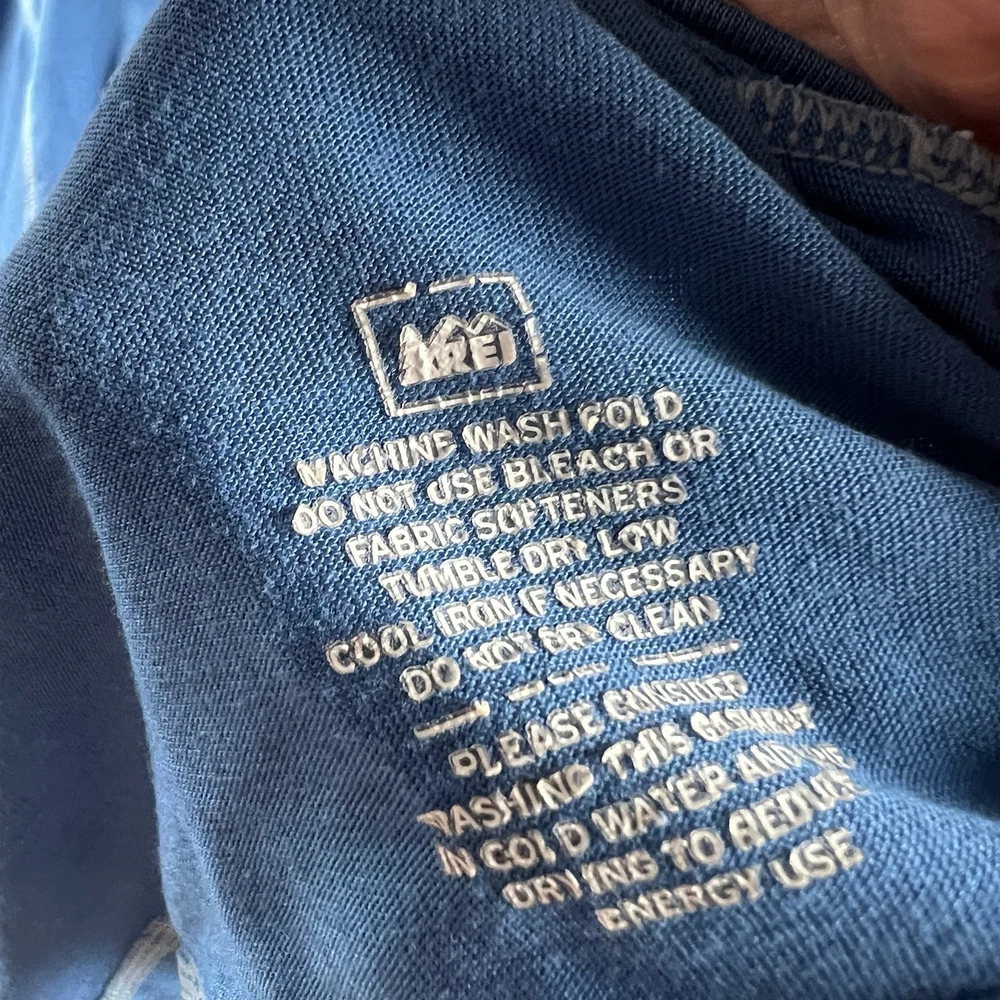 REI
MACHINE WASH COLD
DO NOT USE BLEACH OR
FABRIC SOFTENERS
TUMBLE DRY LOW
COOL IRON IF NECESSARY
DO NOT DRY CLEAN
PLEASE CONSIDER
WASHING THIS GARMENT
IN COLD WATER AND
DRYING TO REDUCE
ENERGY USE